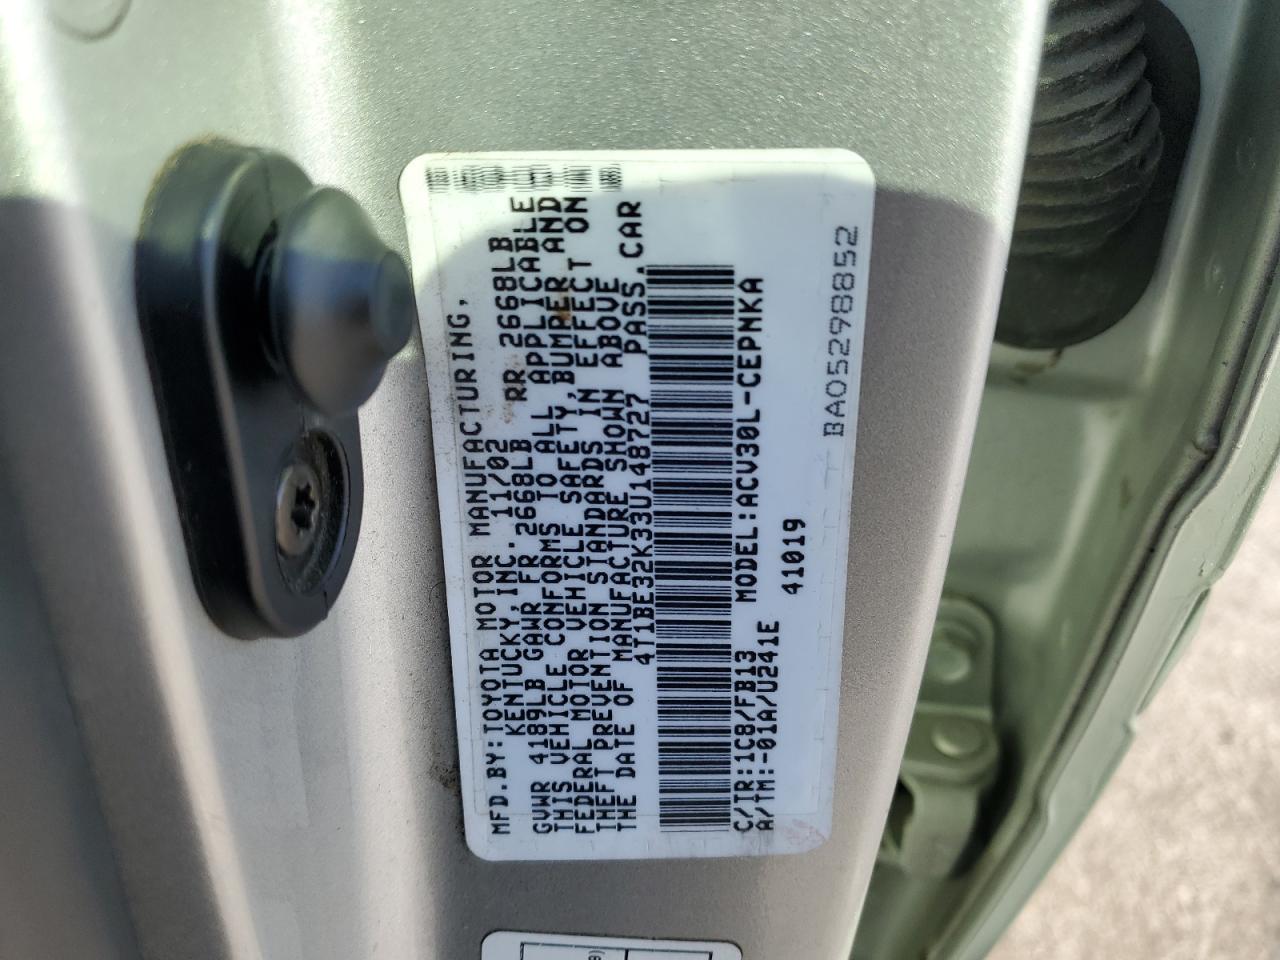 MFD.BY:TOYOTA MOTOR MANUFACTURING,
KENTUCKY,INC. 11/02
GVWR 4189LB GAWR FR 2668LB RR 2668LB
THIS VEHICLE CONFORMS TO ALL APPLICABLE
FEDERAL MOTOR VEHICLE SAFETY,BUMPER AND
THEFT PREVENTION STANDARDS IN EFFECT ON
THE DATE OF MANUFACTURE SHOWN ABOVE.
4T1BE32K33U148727 PASS.CAR
C/TR:1C8/FB13 MODEL:ACV30L-CEPNKA
A/TM:-01A/U241E 41019
BA05298852